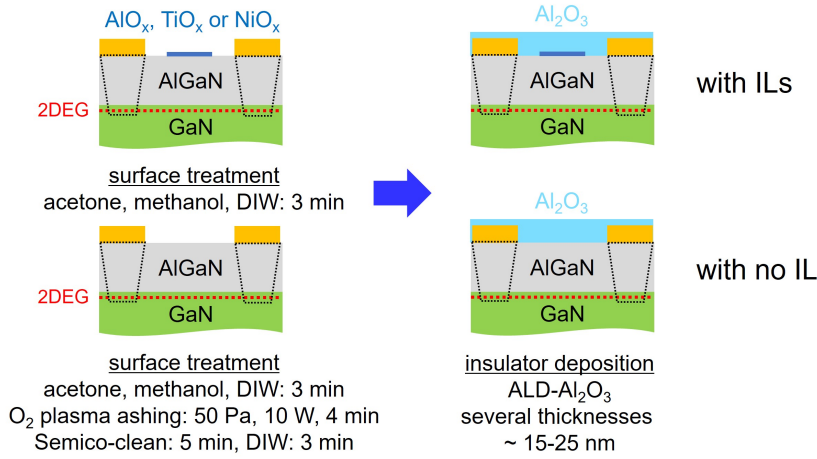 AlOₓ, TiOₓ or NiOₓ
Al₂O₃
AlGaN
AlGaN
with ILs
2DEG
GaN
GaN
surface treatment
acetone, methanol, DIW: 3 min
Al₂O₃
AlGaN
AlGaN
with no IL
2DEG
GaN
GaN
surface treatment
acetone, methanol, DIW: 3 min
O₂ plasma ashing: 50 Pa, 10 W, 4 min
Semico-clean: 5 min, DIW: 3 min
insulator deposition
ALD-Al₂O₃
several thicknesses
~ 15-25 nm